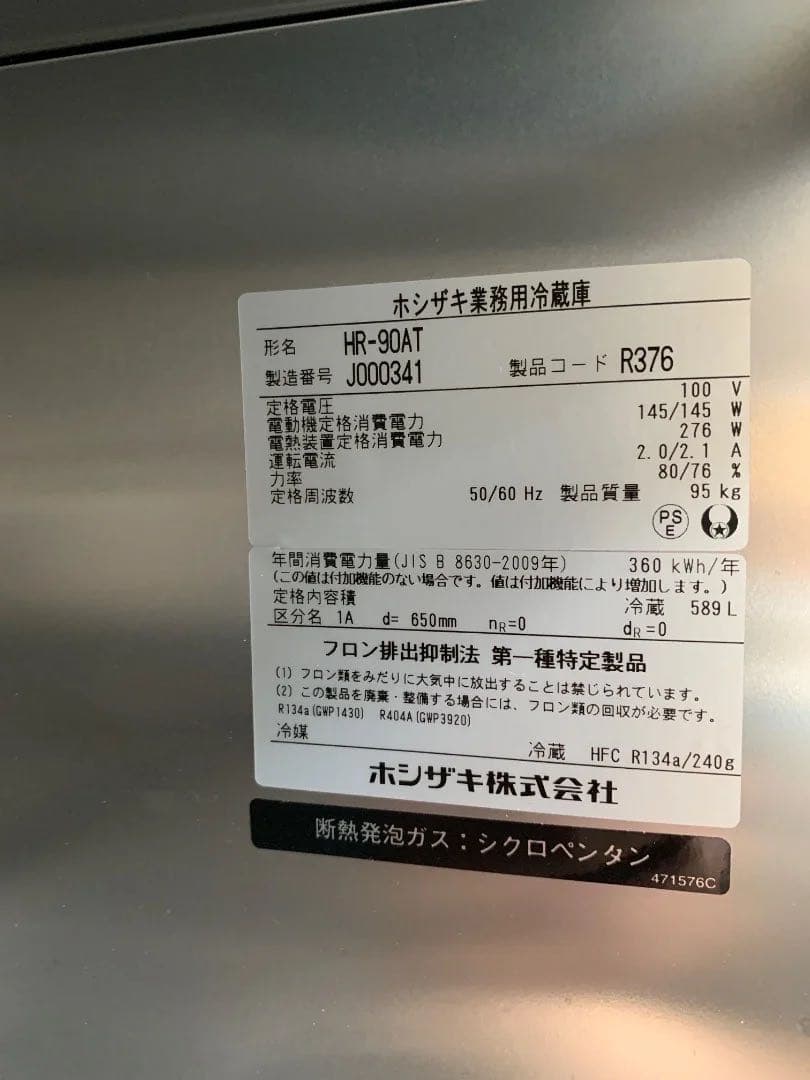 ホシザキ業務用冷蔵庫
形名 HR-90AT
製造番号 J000341 製品コード R376
定格電圧 100 V
電動機定格消費電力 145/145 W
電熱装置定格消費電力 276 W
運転電流 2.0/2.1 A
力率 80/76 %
定格周波数 50/60 Hz 製品質量 95 kg
PS
E
年間消費電力量(JIS B 8630-2009年) 360 kWh/年
(この値は付加機能のない場合です。値は付加機能により増加します。)
定格内容積 冷蔵 589 L
区分名 1A d= 650mm nR=0 dR=0
フロン排出抑制法 第一種特定製品
(1) フロン類をみだりに大気中に放出することは禁じられています。
(2) この製品を廃棄・整備する場合には、フロン類の回収が必要です。
R134a(GWP1430) R404A(GWP3920)
冷媒
冷蔵 HFC R134a/240g
ホシザキ株式会社
断熱発泡ガス：シクロペンタン
471576C